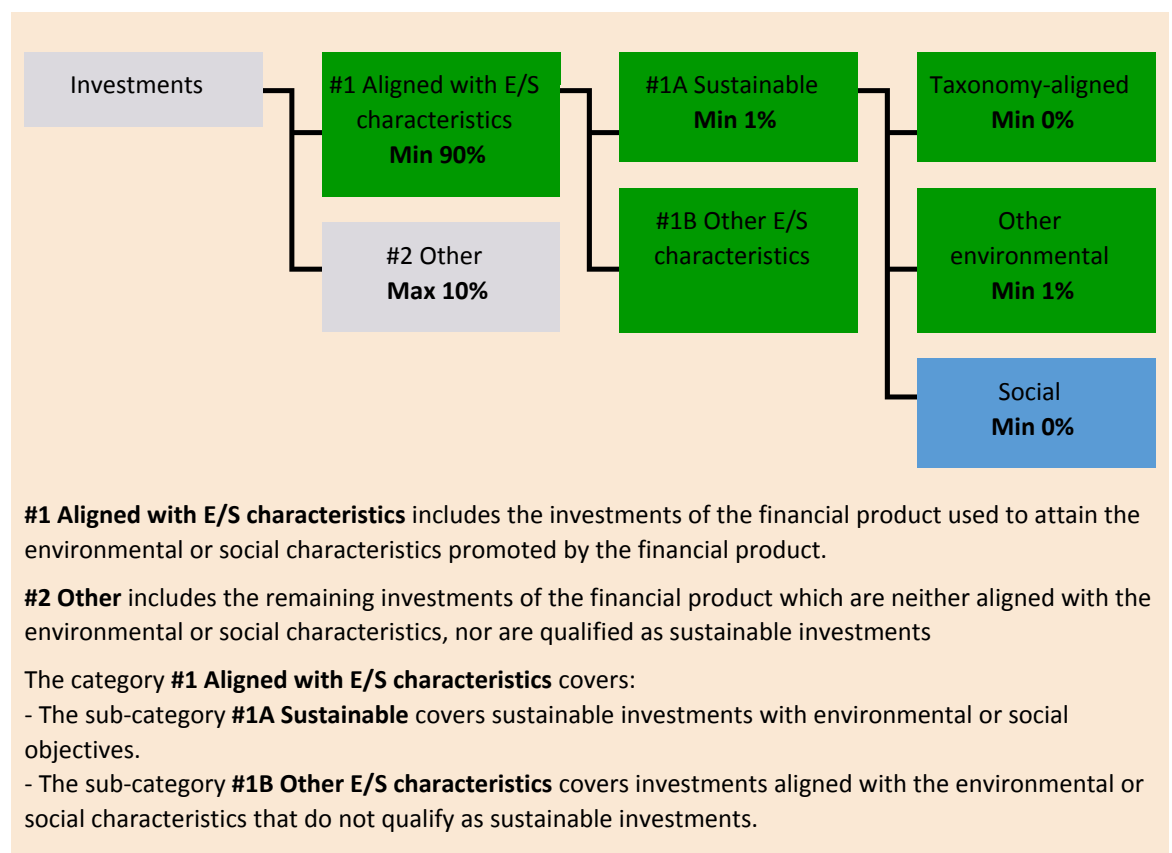 Investments
#1 Aligned with E/S
characteristics
Min 90%
#2 Other
Max 10%
#1A Sustainable
Min 1%
#1B Other E/S
characteristics
Taxonomy-aligned
Min 0%
Other
environmental
Min 1%
Social
Min 0%
#1 Aligned with E/S characteristics includes the investments of the financial product used to attain the
environmental or social characteristics promoted by the financial product.
#2 Other includes the remaining investments of the financial product which are neither aligned with the
environmental or social characteristics, nor are qualified as sustainable investments
The category #1 Aligned with E/S characteristics covers:
- The sub-category #1A Sustainable covers sustainable investments with environmental or social
objectives.
- The sub-category #1B Other E/S characteristics covers investments aligned with the environmental or
social characteristics that do not qualify as sustainable investments.